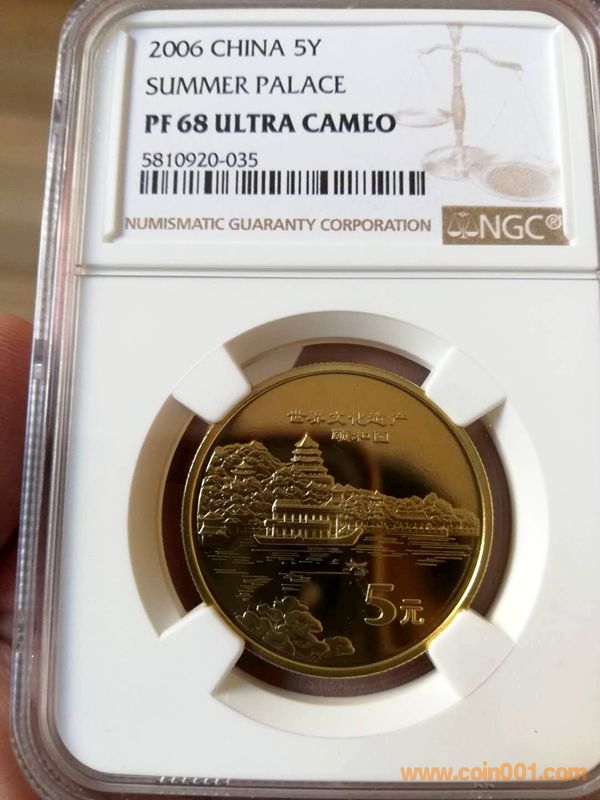 2006 CHINA 5Y
SUMMER PALACE
PF 68 ULTRA CAMEO
5810920-035
NUMISMATIC GUARANTY CORPORATION
NGC®
世界文化遗产
颐和园
5元
www.coin001.com